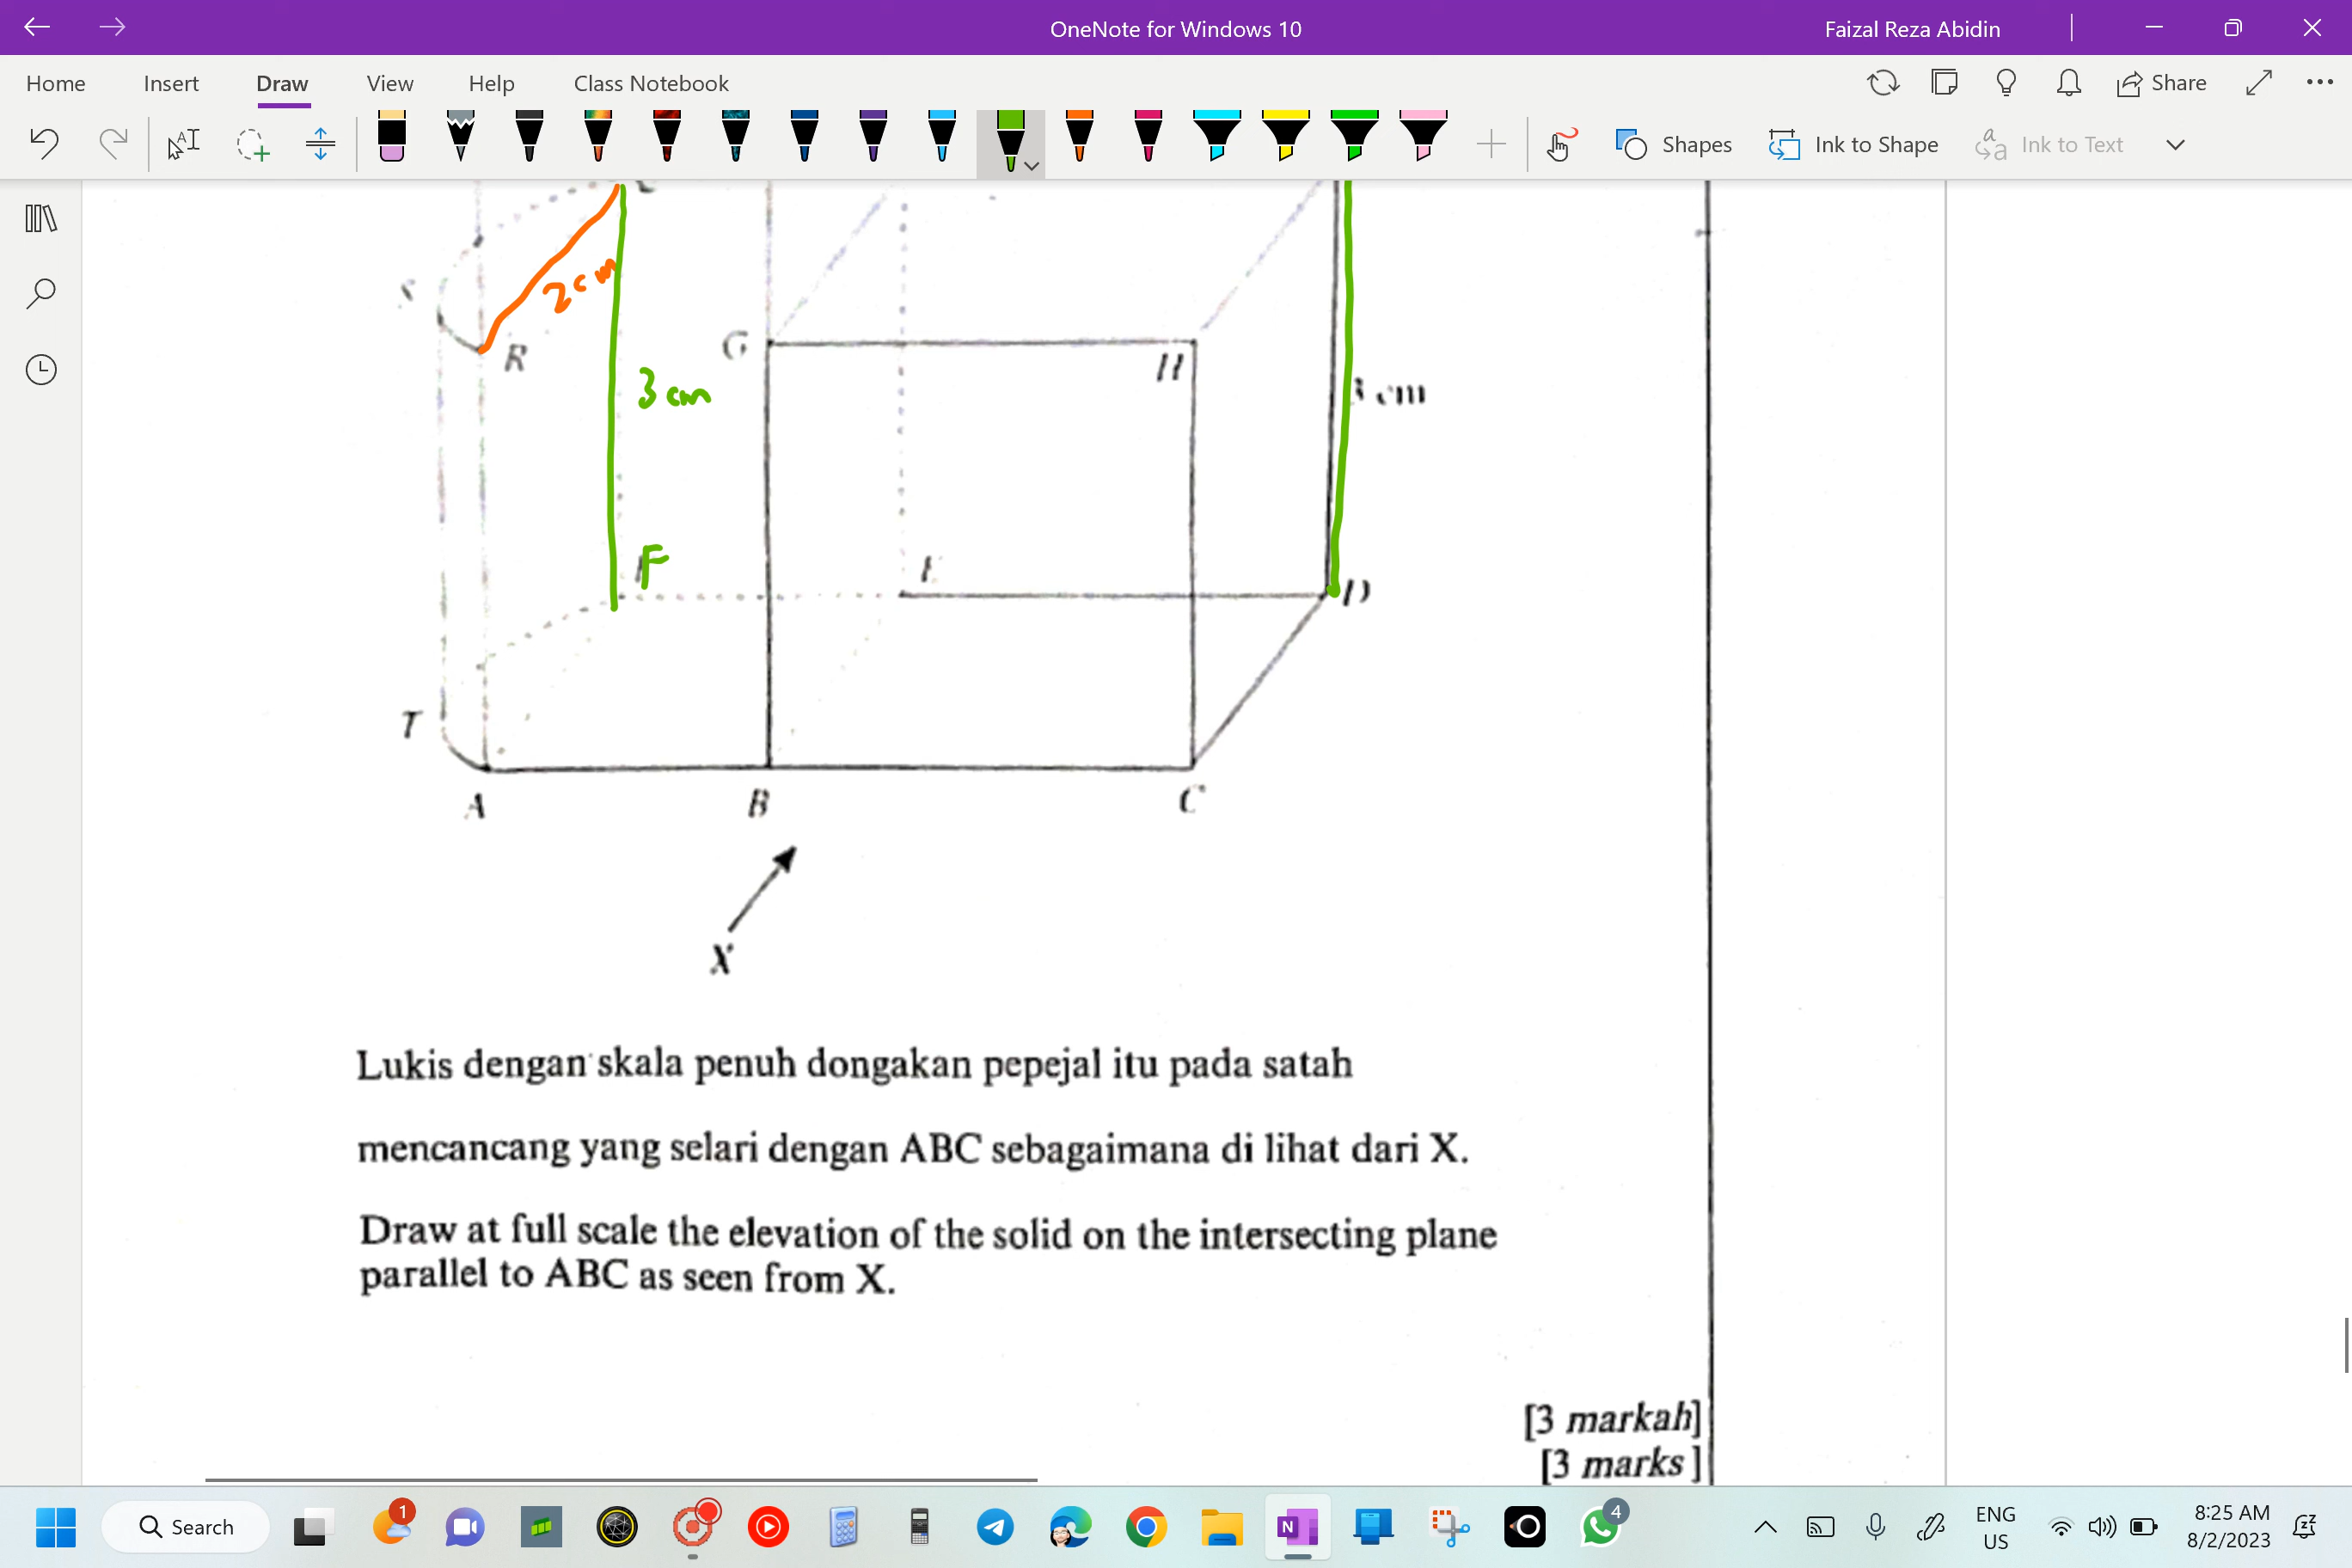 OneNote for Windows 10
Faizal Reza Abidin
Home Insert Draw View Help Class Notebook
Share
Shapes
Ink to Shape
Ink to Text
2cm
S
R
G
H
3 cm
cm
F
D
T
A
B
C
X
Lukis dengan skala penuh dongakan pepejal itu pada satah
mencancang yang selari dengan ABC sebagaimana di lihat dari X.
Draw at full scale the elevation of the solid on the intersecting plane
parallel to ABC as seen from X.
[3 markah]
[3 marks ]
Search
1
4
ENG
US
8:25 AM
8/2/2023